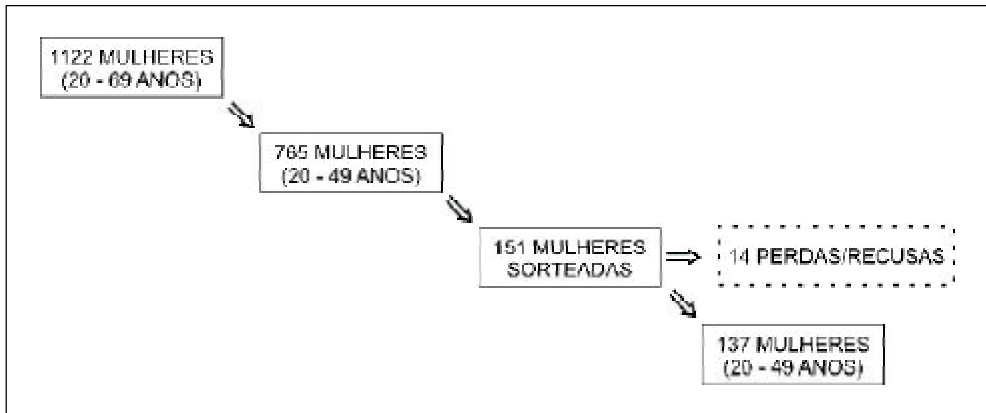 1122 MULHERES
(20 - 69 ANOS)
765 MULHERES
(20 - 49 ANOS)
151 MULHERES
SORTEADAS
14 PERDAS/RECUSAS
137 MULHERES
(20 - 49 ANOS)